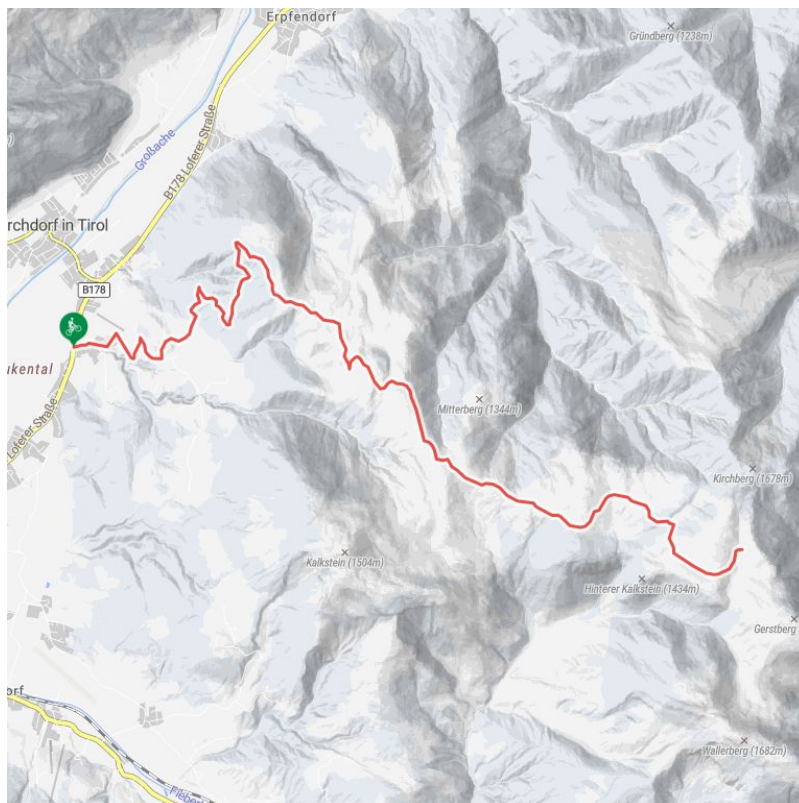 Erpfendorf
Gründberg (1238m)
Großache
B178 Loferer Straße
rchdorf in Tirol
B178
ukental
Loferer Straße
Mitterberg (1344m)
Kirchberg (1678m)
Kalkstein (1504m)
Hinterer Kalkstein (1434m)
Gerstberg
orf
Wallerberg (1682m)
Fieber